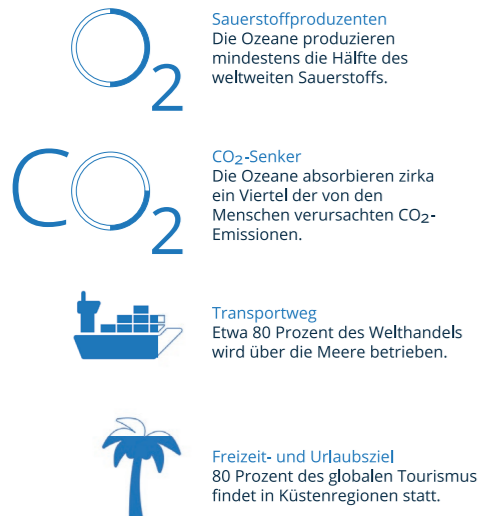 O2
Sauerstoffproduzenten
Die Ozeane produzieren
mindestens die Hälfte des
weltweiten Sauerstoffs.
CO2
CO2-Senker
Die Ozeane absorbieren zirka
ein Viertel der von den
Menschen verursachten CO2-
Emissionen.
Transportweg
Etwa 80 Prozent des Welthandels
wird über die Meere betrieben.
Freizeit- und Urlaubsziel
80 Prozent des globalen Tourismus
findet in Küstenregionen statt.